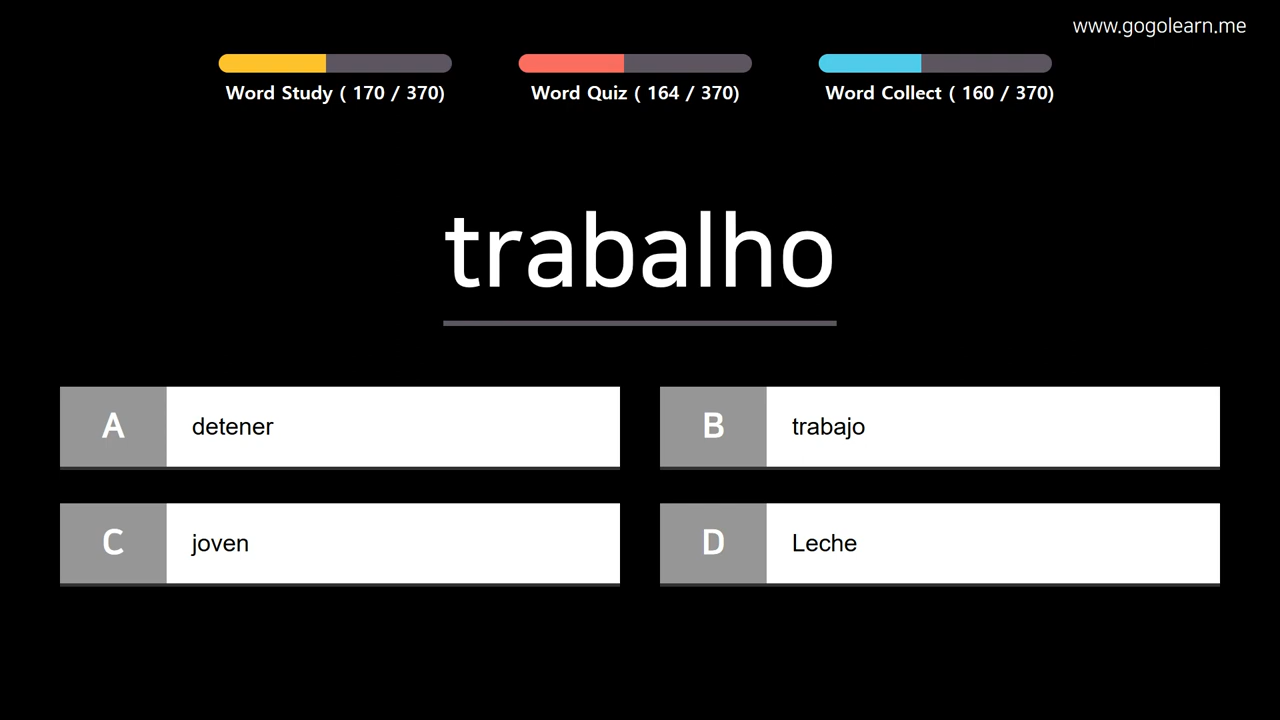 www.gogolearn.me
Word Study ( 170 / 370)
Word Quiz ( 164 / 370)
Word Collect ( 160 / 370)
trabalho
A detener
B trabajo
C joven
D Leche